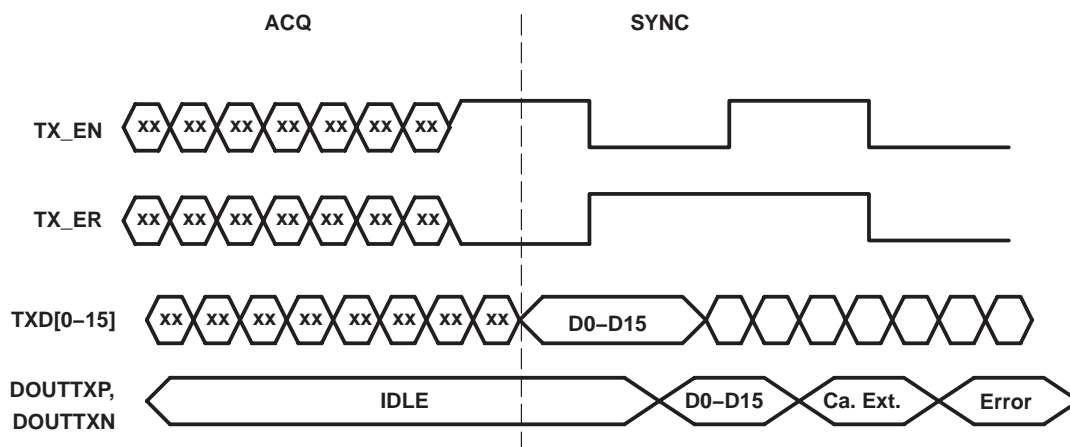 ACQ SYNC
TX_EN xx xx xx xx xx xx xx
TX_ER xx xx xx xx xx xx xx
TXD[0–15] xx xx xx xx xx xx xx xx D0–D15
DOUTTXP,
DOUTTXN
IDLE D0–D15 Ca. Ext. Error